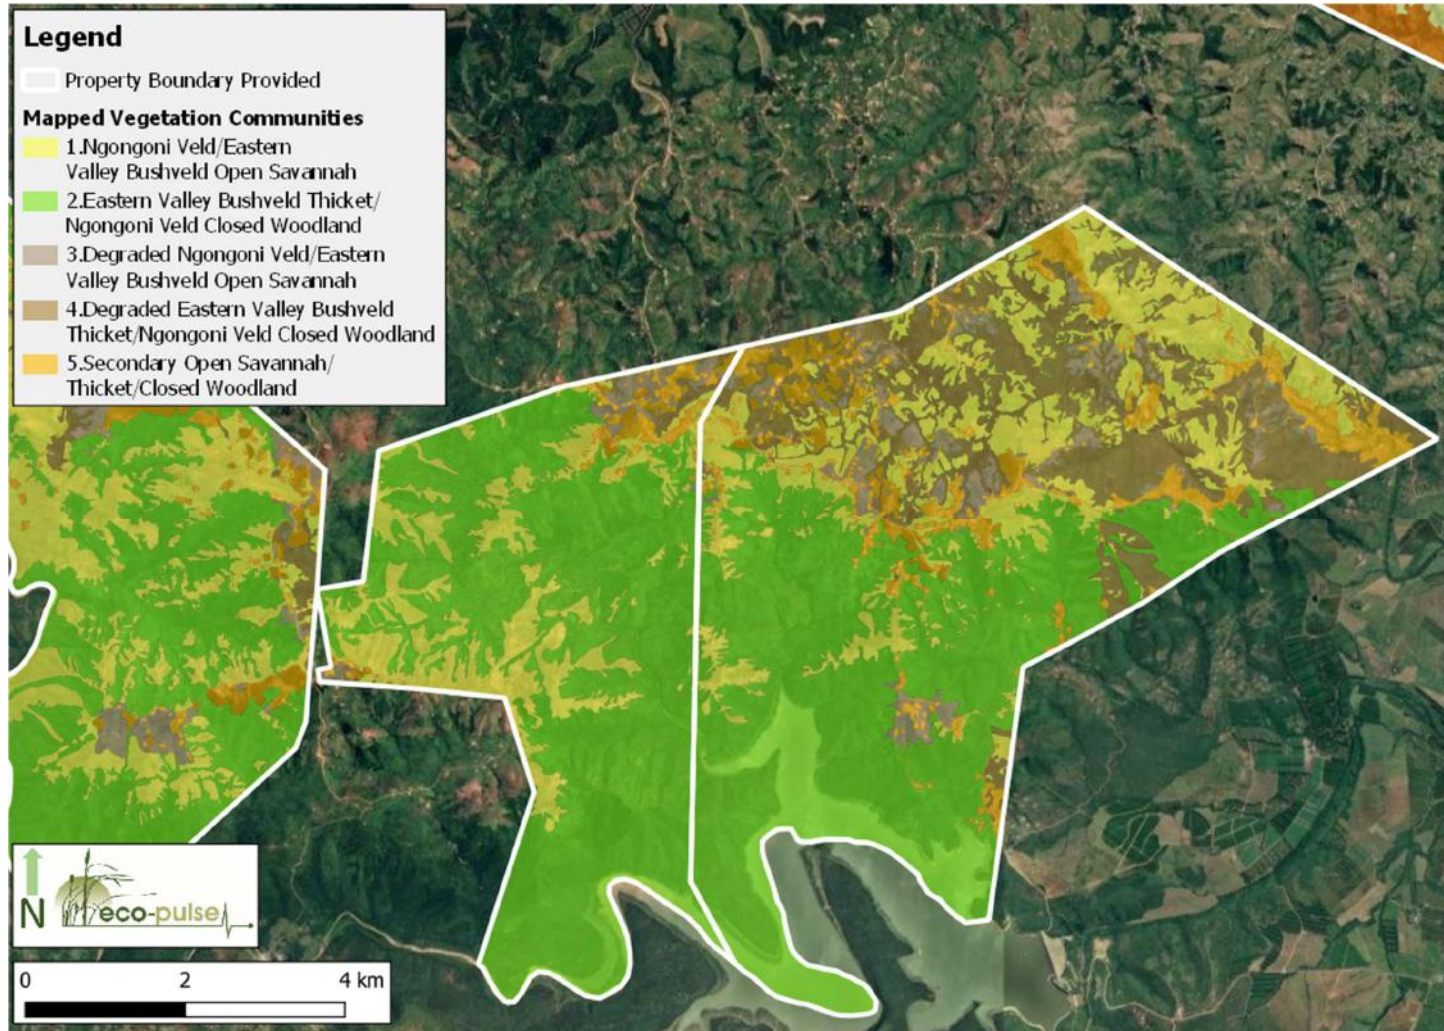 Legend
Property Boundary Provided
Mapped Vegetation Communities
1.Ngongoni Veld/Eastern
Valley Bushveld Open Savannah
2.Eastern Valley Bushveld Thicket/
Ngongoni Veld Closed Woodland
3.Degraded Ngongoni Veld/Eastern
Valley Bushveld Open Savannah
4.Degraded Eastern Valley Bushveld
Thicket/Ngongoni Veld Closed Woodland
5.Secondary Open Savannah/
Thicket/Closed Woodland
N
eco-pulse
0 2 4 km